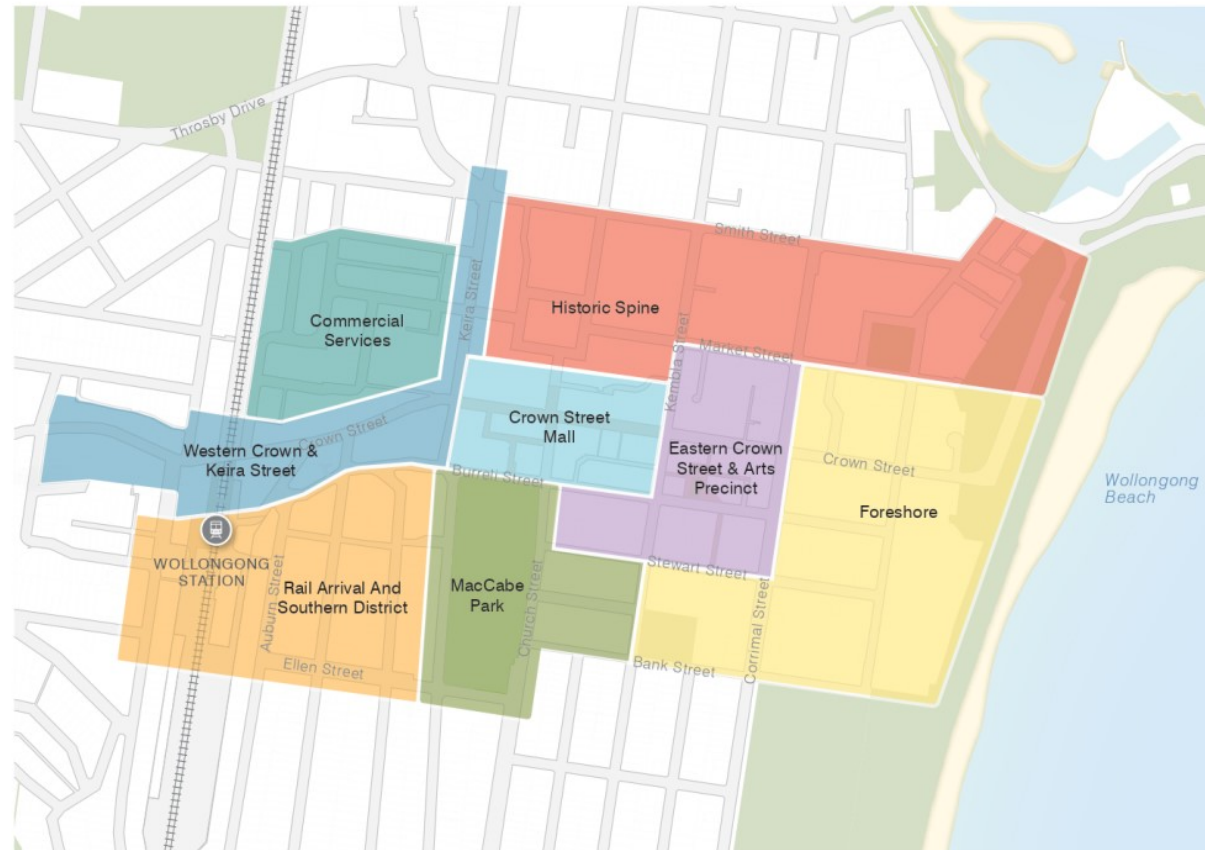 Throsby Drive
Smith Street
Keira Street
Historic Spine
Commercial
Services
Kembla Street
Market Street
Crown Street
Mall
Crown Street
Western Crown &
Keira Street
Eastern Crown
Street & Arts
Precinct
Crown Street
Burreli Street
Foreshore
Wollongong
Beach
WOLLONGONG
STATION
Auburn Street
Rail Arrival And
Southern District
MacCabe
Park
Church Street
Stewart Street
Corrimal Street
Ellen Street
Bank Street